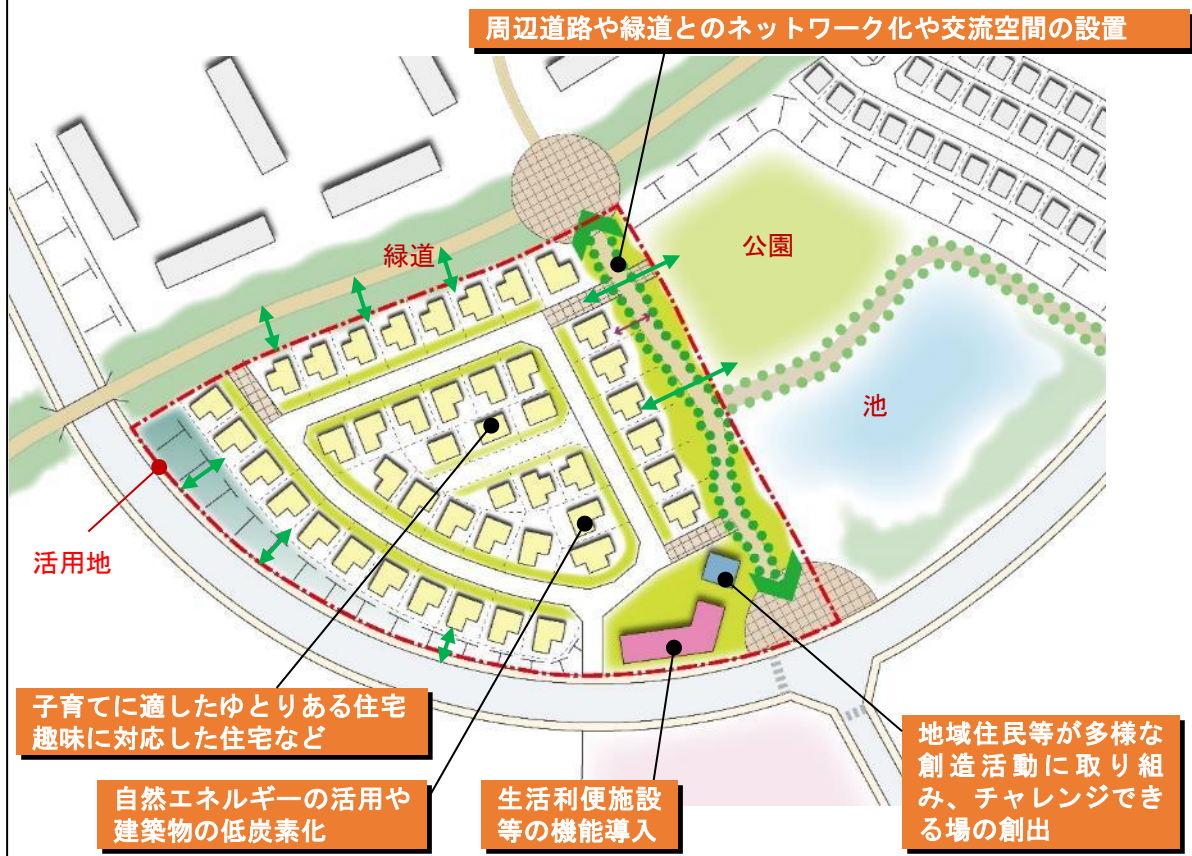 周辺道路や緑道とのネットワーク化や交流空間の設置
緑道
公園
池
活用地
子育てに適したゆとりある住宅
趣味に対応した住宅など
自然エネルギーの活用や
建築物の低炭素化
生活利便施設
等の機能導入
地域住民等が多様な
創造活動に取り組
み、チャレンジでき
る場の創出